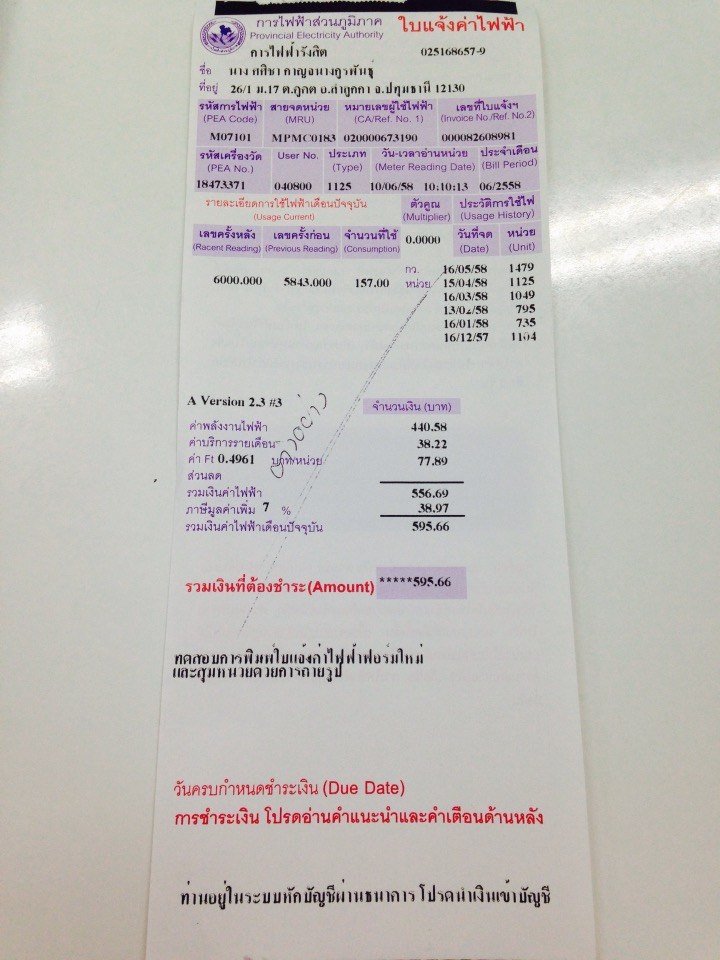 การไฟฟ้าส่วนภูมิภาค ใบแจ้งค่าไฟฟ้า
Provincial Electricity Authority
การไฟฟ้ารังสิต 025168657-9
ชื่อ นาง ศศิชา กาญจนางกูรพันธุ์
ที่อยู่ 26/1 ม.17 ต.คูคต อ.ลำลูกกา จ.ปทุมธานี 12130
รหัสการไฟฟ้า สายจดหน่วย หมายเลขผู้ใช้ไฟฟ้า เลขที่ใบแจ้งฯ
(PEA Code) (MRU) (CA/Ref. No. 1) (Invoice No./Ref. No.2)
M07101 MPMC0183 020000673190 000082608981
รหัสเครื่องวัด User No. ประเภท วัน-เวลาอ่านหน่วย ประจำเดือน
(PEA No.) (Type) (Meter Reading Date) (Bill Period)
18473371 040800 1125 10/06/58 10:10:13 06/2558
รายละเอียดการใช้ไฟฟ้าเดือนปัจจุบัน ตัวคูณ ประวัติการใช้ไฟ
(Usage Current) (Multiplier) (Usage History)
เลขครั้งหลัง เลขครั้งก่อน จำนวนที่ใช้ 0.0000 วันที่จด หน่วย
(Recent Reading) (Previous Reading) (Consumption) (Date) (Unit)
6000.000 5843.000 157.00 กว. 16/05/58 1479
หน่วย 15/04/58 1125
16/03/58 1049
13/02/58 795
16/01/58 735
16/12/57 1104
A Version 2.3 #3 จำนวนเงิน (บาท)
ค่าพลังงานไฟฟ้า 440.58
ค่าบริการรายเดือน 38.22
ค่า Ft 0.4961 บาท/หน่วย 77.89
ส่วนลด
รวมเงินค่าไฟฟ้า 556.69
ภาษีมูลค่าเพิ่ม 7 % 38.97
รวมเงินค่าไฟฟ้าเดือนปัจจุบัน 595.66
รวมเงินที่ต้องชำระ(Amount) *****595.66
ทดสอบการพิมพ์ใบแจ้งค่าไฟฟ้าฟอร์มใหม่
และสุ่มหน่วยด้วยการถ่ายรูป
วันครบกำหนดชำระเงิน (Due Date)
การชำระเงิน โปรดอ่านคำแนะนำและคำเตือนด้านหลัง
ท่านอยู่ในระบบหักบัญชีผ่านธนาคาร โปรดนำเงินเข้าบัญชี